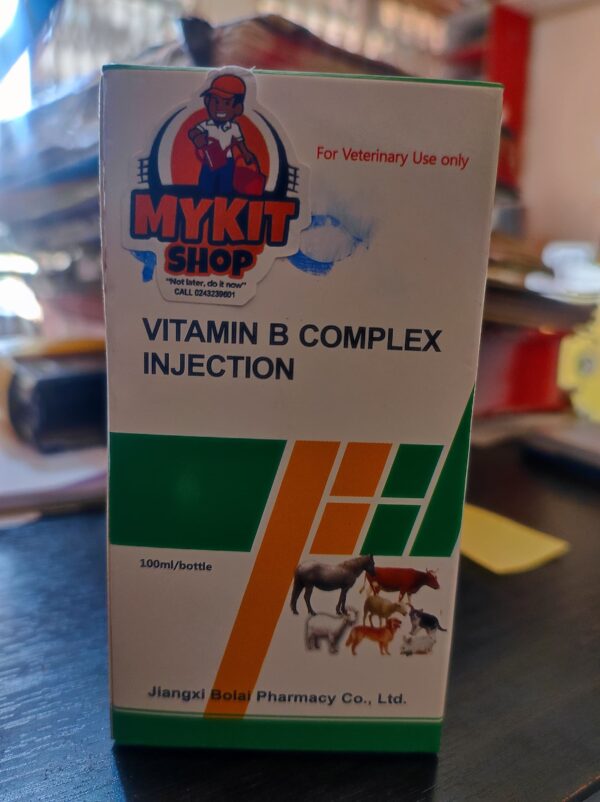 For Veterinary Use only
MYKIT
SHOP
"Not later, do it now"
CALL 0243239601
VITAMIN B COMPLEX
INJECTION
100ml/bottle
Jiangxi Bolai Pharmacy Co., Ltd.